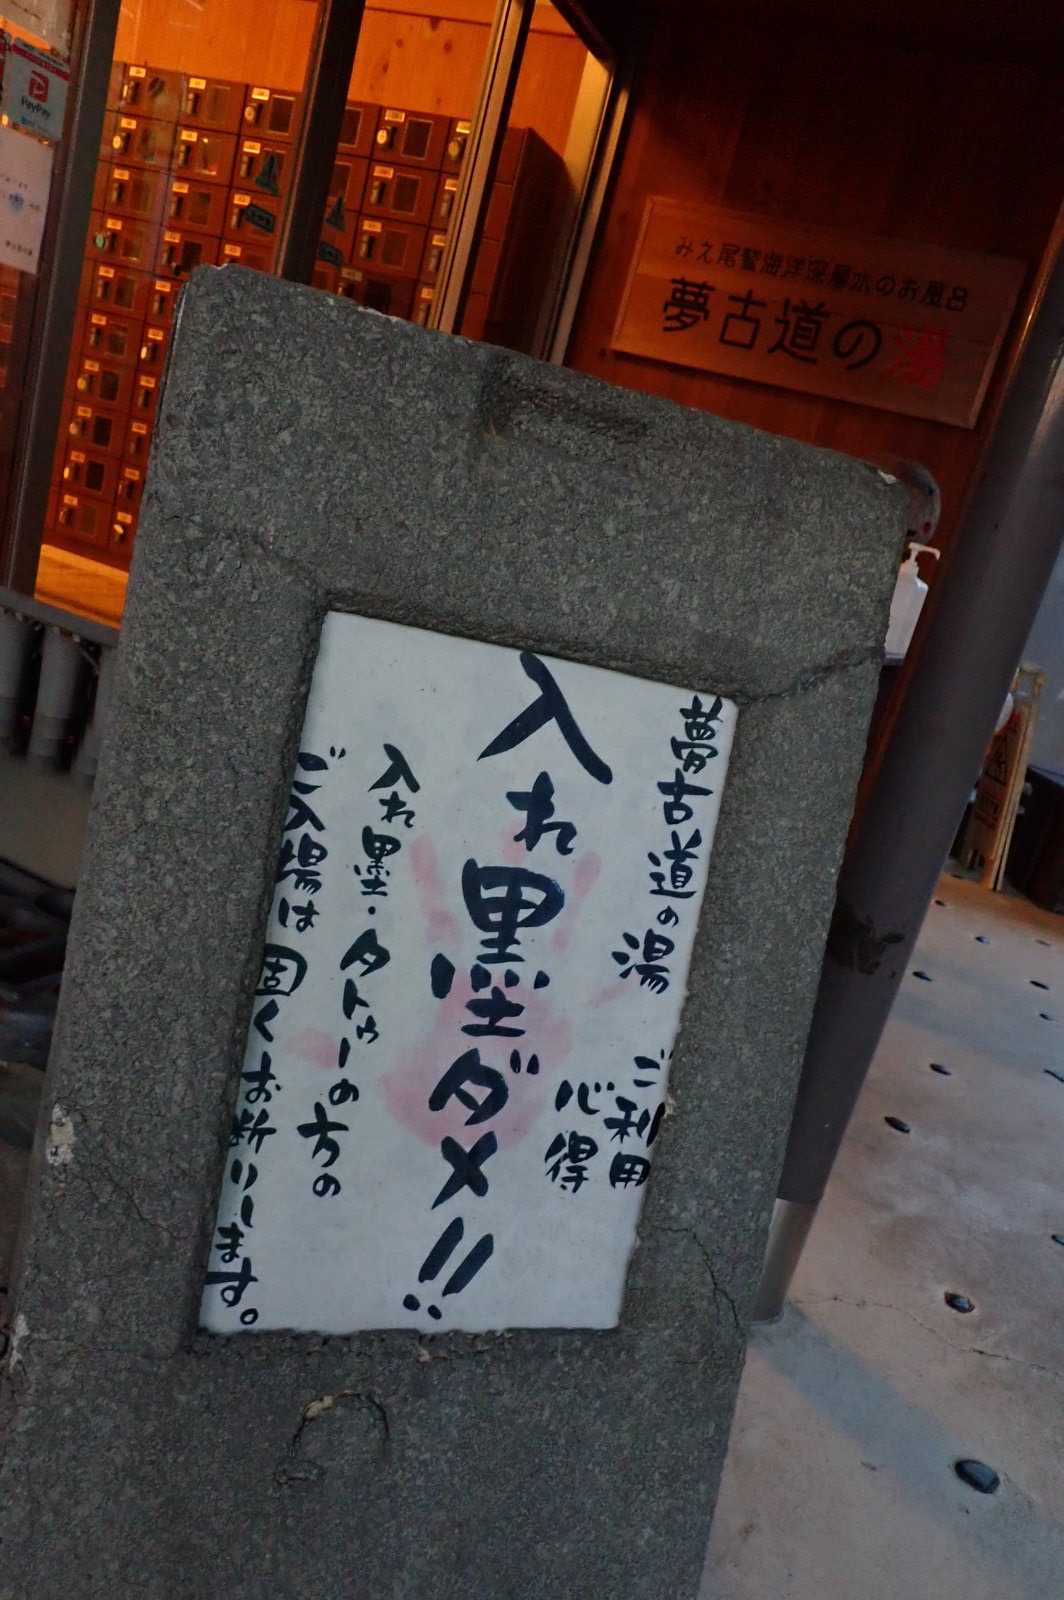 PayPay
みえ尾鷲海洋深層水のお風呂
夢古道の湯
夢古道の湯
ご利用
心得
入れ墨ダメ!!
入れ墨・タトゥーの方の
ご入場は固くお断りします。